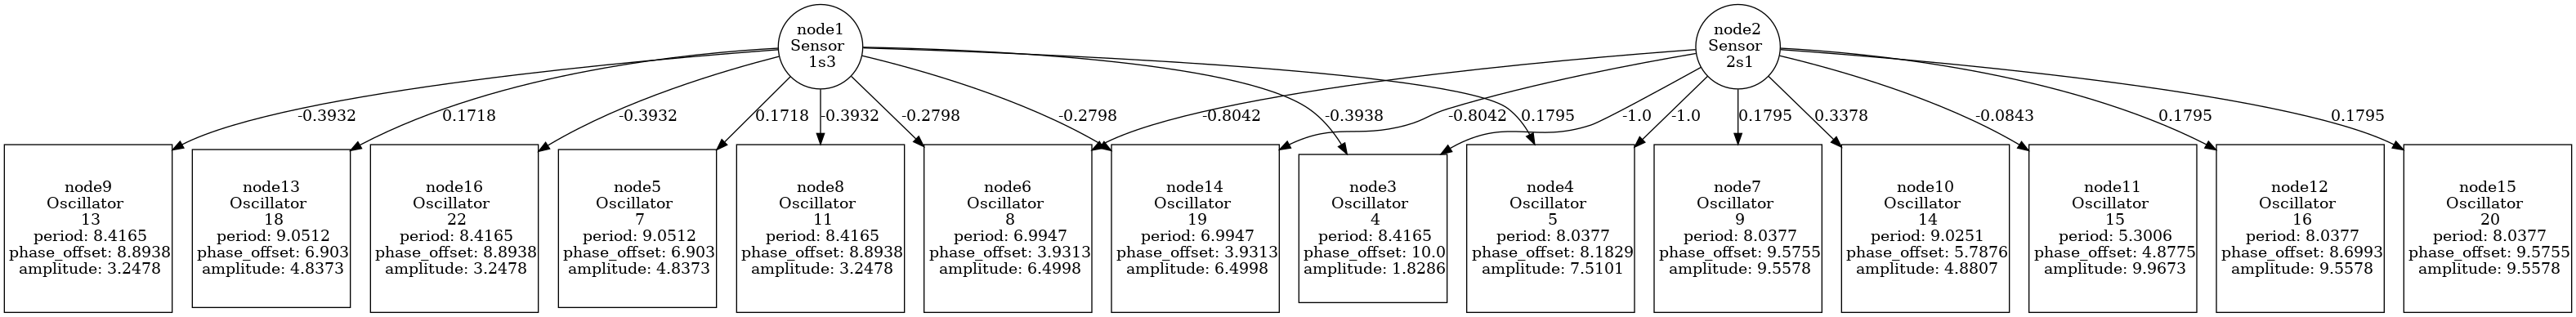 node1
Sensor
1s3
node2
Sensor
2s1
-0.3932
0.1718
-0.3932
0.1718
-0.3932
-0.2798
-0.2798
-0.8042
-0.3938
0.1795
-0.8042
-1.0
-1.0
0.1795
0.3378
-0.0843
0.1795
0.1795
node9
Oscillator
13
period: 8.4165
phase_offset: 8.8938
amplitude: 3.2478
node13
Oscillator
18
period: 9.0512
phase_offset: 6.903
amplitude: 4.8373
node16
Oscillator
22
period: 8.4165
phase_offset: 8.8938
amplitude: 3.2478
node5
Oscillator
7
period: 9.0512
phase_offset: 6.903
amplitude: 4.8373
node8
Oscillator
11
period: 8.4165
phase_offset: 8.8938
amplitude: 3.2478
node6
Oscillator
8
period: 6.9947
phase_offset: 3.9313
amplitude: 6.4998
node14
Oscillator
19
period: 6.9947
phase_offset: 3.9313
amplitude: 6.4998
node3
Oscillator
4
period: 8.4165
phase_offset: 10.0
amplitude: 1.8286
node4
Oscillator
5
period: 8.0377
phase_offset: 8.1829
amplitude: 7.5101
node7
Oscillator
9
period: 8.0377
phase_offset: 9.5755
amplitude: 9.5578
node10
Oscillator
14
period: 9.0251
phase_offset: 5.7876
amplitude: 4.8807
node11
Oscillator
15
period: 5.3006
phase_offset: 4.8775
amplitude: 9.9673
node12
Oscillator
16
period: 8.0377
phase_offset: 8.6993
amplitude: 9.5578
node15
Oscillator
20
period: 8.0377
phase_offset: 9.5755
amplitude: 9.5578